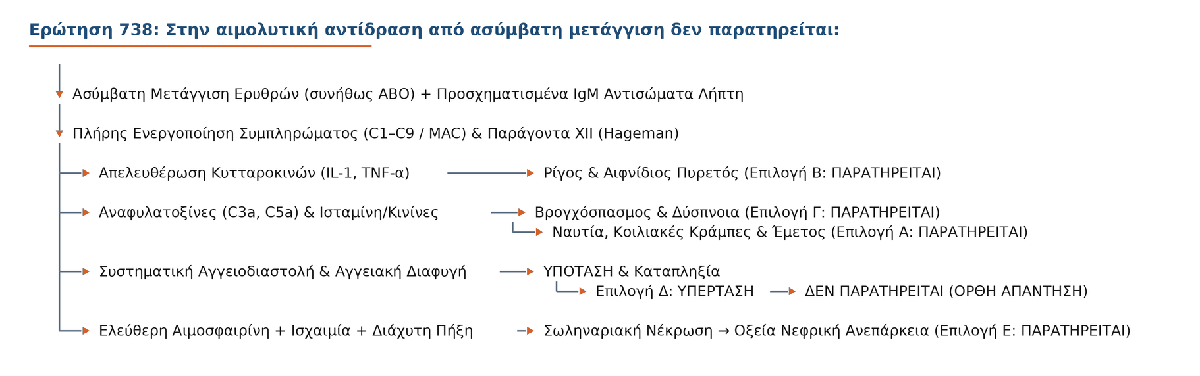 Ερώτηση 738: Στην αιμολυτική αντίδραση από ασύμβατη μετάγγιση δεν παρατηρείται:
Ασύμβατη Μετάγγιση Ερυθρών (συνήθως ABO) + Προσχηματισμένα IgM Αντισώματα Λήπτη
Πλήρης Ενεργοποίηση Συμπληρώματος (C1–C9 / MAC) & Παράγοντα XII (Hageman)
Απελευθέρωση Κυτταροκινών (IL-1, TNF-α) Ρίγος & Αιφνίδιος Πυρετός (Επιλογή Β: ΠΑΡΑΤΗΡΕΙΤΑΙ)
Αναφυλατοξίνες (C3a, C5a) & Ισταμίνη/Κινίνες Βρογχόσπασμος & Δύσπνοια (Επιλογή Γ: ΠΑΡΑΤΗΡΕΙΤΑΙ)
Ναυτία, Κοιλιακές Κράμπες & Έμετος (Επιλογή Α: ΠΑΡΑΤΗΡΕΙΤΑΙ)
Συστηματική Αγγειοδιαστολή & Αγγειακή Διαφυγή ΥΠΟΤΑΣΗ & Καταπληξία
Επιλογή Δ: ΥΠΕΡΤΑΣΗ ΔΕΝ ΠΑΡΑΤΗΡΕΙΤΑΙ (ΟΡΘΗ ΑΠΑΝΤΗΣΗ)
Ελεύθερη Αιμοσφαιρίνη + Ισχαιμία + Διάχυτη Πήξη Σωληναριακή Νέκρωση → Οξεία Νεφρική Ανεπάρκεια (Επιλογή Ε: ΠΑΡΑΤΗΡΕΙΤΑΙ)